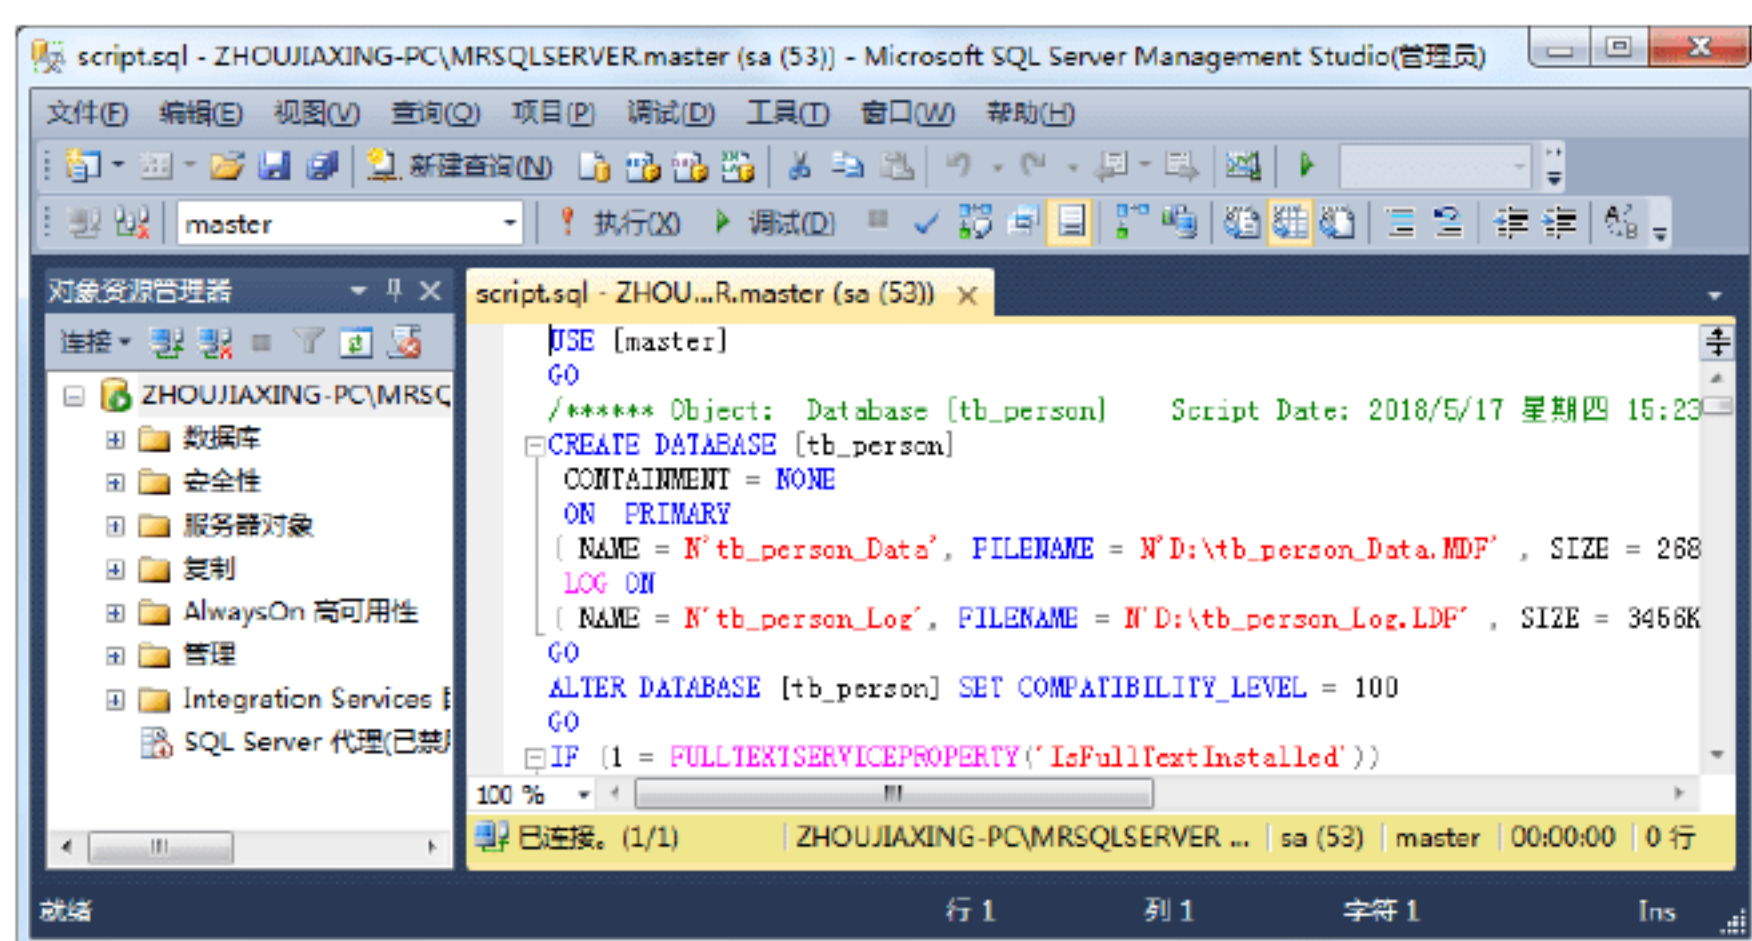 script.sql - ZHOUJIAXING-PC\MRSQLSERVER.master (sa (53)) - Microsoft SQL Server Management Studio(管理员)
文件(F) 编辑(E) 视图(V) 查询(Q) 项目(P) 调试(D) 工具(T) 窗口(W) 帮助(H)
新建查询(N)
master 执行(X) 调试(D)
对象资源管理器
连接
ZHOUJIAXING-PC\MRSQ
数据库
安全性
服务器对象
复制
AlwaysOn 高可用性
管理
Integration Services
SQL Server 代理(已禁
script.sql - ZHOU...R.master (sa (53))
USE [master]
GO
/****** Object:  Database [tb_person]    Script Date: 2018/5/17 星期四 15:23
CREATE DATABASE [tb_person]
CONTAINMENT = NONE
ON  PRIMARY
( NAME = N'tb_person_Data', FILENAME = N'D:\tb_person_Data.MDF' , SIZE = 268
LOG ON
( NAME = N'tb_person_Log', FILENAME = N'D:\tb_person_Log.LDF' , SIZE = 3456K
GO
ALTER DATABASE [tb_person] SET COMPATIBILITY_LEVEL = 100
GO
IF (1 = FULLTEXTSERVICEPROPERTY('IsFullTextInstalled'))
100 %
已连接。(1/1) ZHOUJIAXING-PC\MRSQLSERVER ... sa (53) master 00:00:00 0 行
就绪 行 1 列 1 字符 1 Ins